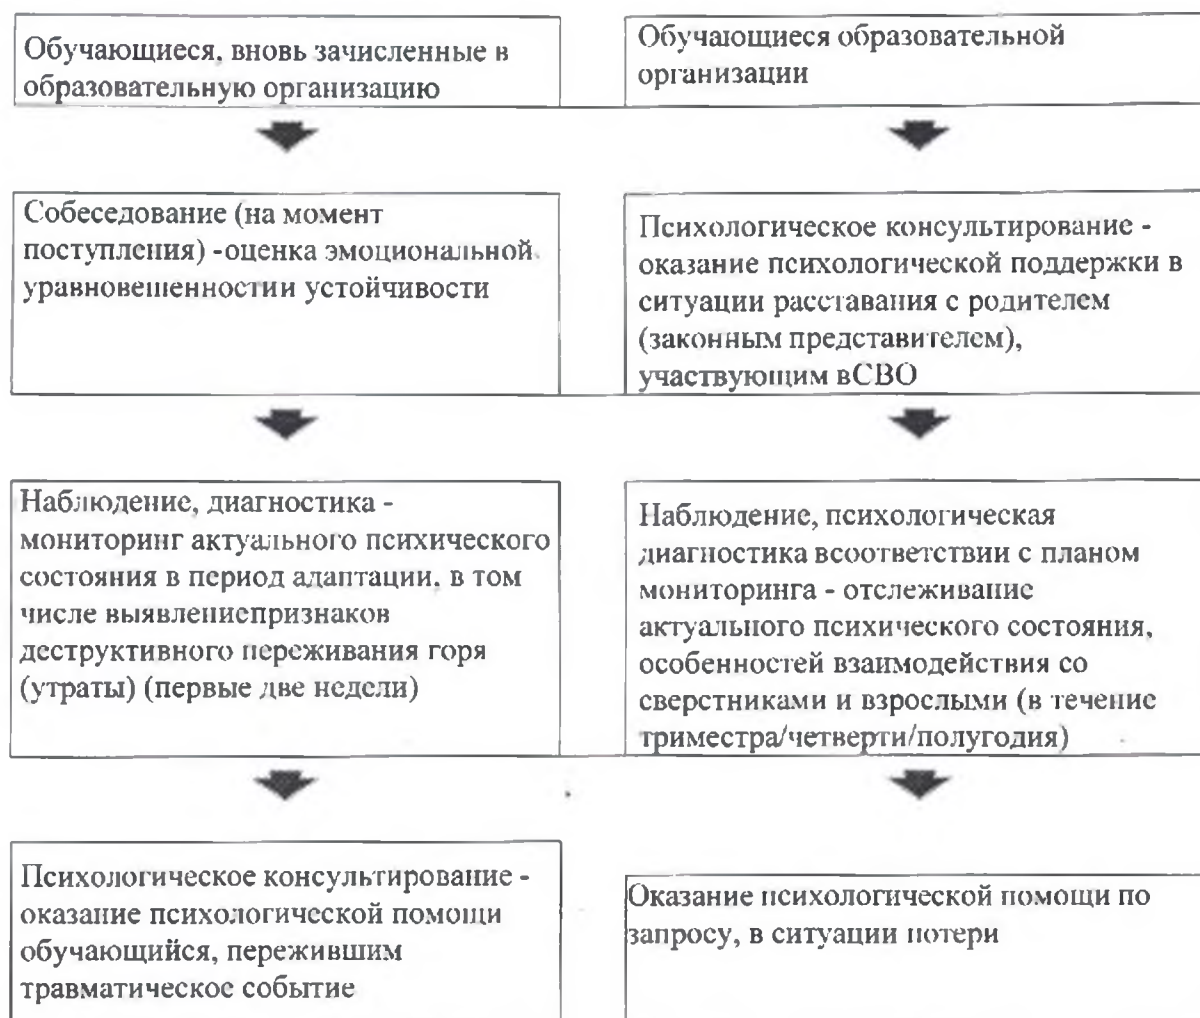 Обучающиеся, вновь зачисленные в
образовательную организацию
Обучающиеся образовательной
организации
Собеседование (на момент
поступления) -оценка эмоциональной
уравновешенностии устойчивости
Психологическое консультирование -
оказание психологической поддержки в
ситуации расставания с родителем
(законным представителем),
участвующим вСВО
Наблюдение, диагностика -
мониторинг актуального психического
состояния в период адаптации, в том
числе выявлениепризнаков
деструктивного переживания горя
(утраты) (первые две недели)
Наблюдение, психологическая
диагностика всоответствии с планом
мониторинга - отслеживание
актуального психического состояния,
особенностей взаимодействия со
сверстниками и взрослыми (в течение
триместра/четверти/полугодия)
Психологическое консультирование -
оказание психологической помощи
обучающийся, пережившим
травматическое событие
Оказание психологической помощи по
запросу, в ситуации потери